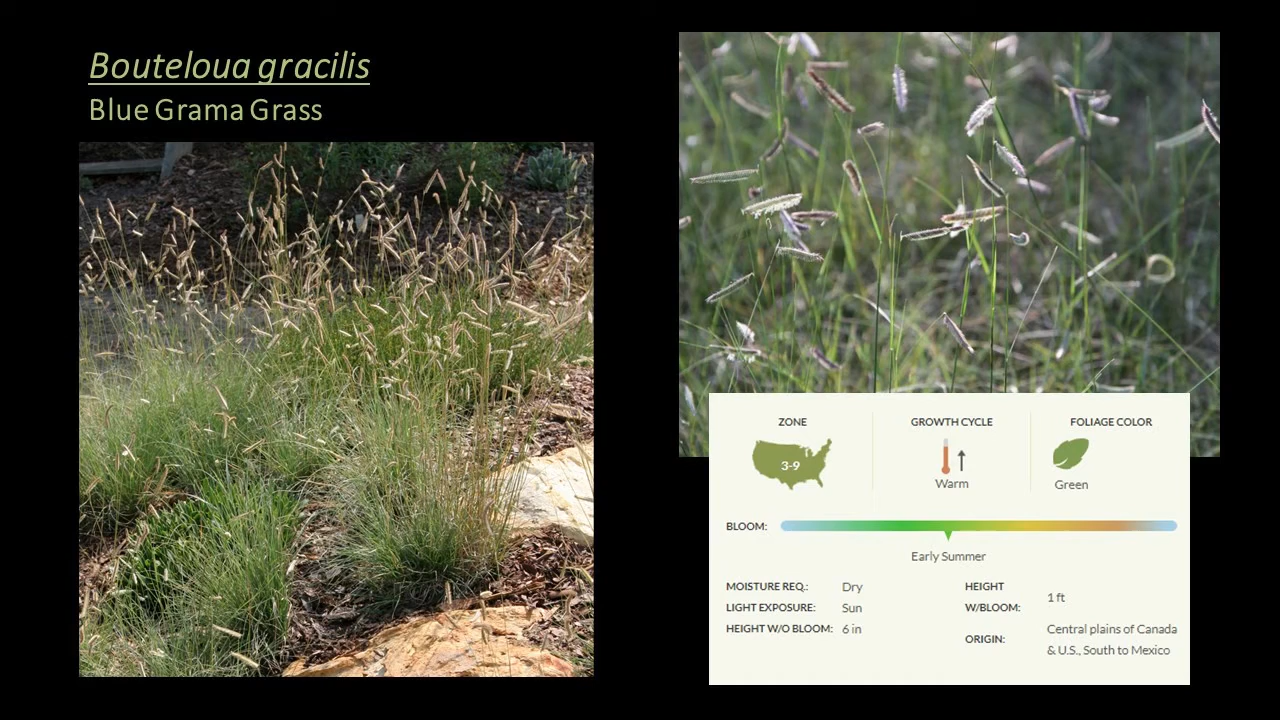 Bouteloua gracilis
Blue Grama Grass
ZONE
3-9
GROWTH CYCLE
Warm
FOLIAGE COLOR
Green
BLOOM:
Early Summer
MOISTURE REQ.: Dry
LIGHT EXPOSURE: Sun
HEIGHT W/O BLOOM: 6 in
HEIGHT
W/BLOOM: 1 ft
ORIGIN: Central plains of Canada
& U.S., South to Mexico